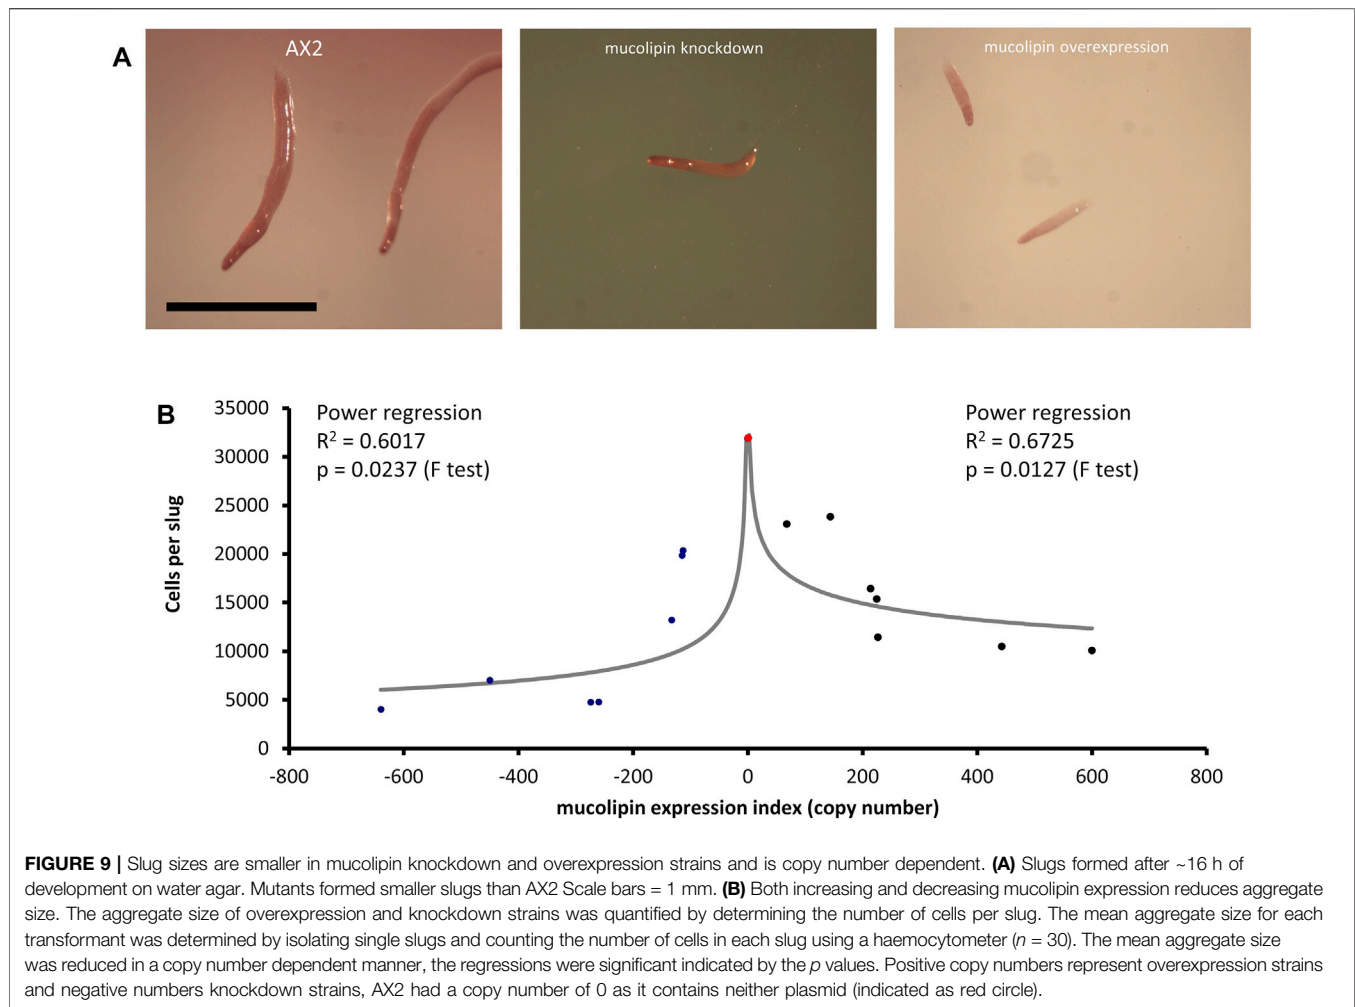 A
AX2
mucolipin knockdown
mucolipin overexpression
B
35000
30000
25000
20000
15000
10000
5000
0
Cells per slug
Power regression
R² = 0.6017
p = 0.0237 (F test)
Power regression
R² = 0.6725
p = 0.0127 (F test)
-800 -600 -400 -200 0 200 400 600 800
mucolipin expression index (copy number)
FIGURE 9 | Slug sizes are smaller in mucolipin knockdown and overexpression strains and is copy number dependent. (A) Slugs formed after ~16 h of
development on water agar. Mutants formed smaller slugs than AX2 Scale bars = 1 mm. (B) Both increasing and decreasing mucolipin expression reduces aggregate
size. The aggregate size of overexpression and knockdown strains was quantified by determining the number of cells per slug. The mean aggregate size for each
transformant was determined by isolating single slugs and counting the number of cells in each slug using a haemocytometer (n = 30). The mean aggregate size
was reduced in a copy number dependent manner, the regressions were significant indicated by the p values. Positive copy numbers represent overexpression strains
and negative numbers knockdown strains, AX2 had a copy number of 0 as it contains neither plasmid (indicated as red circle).